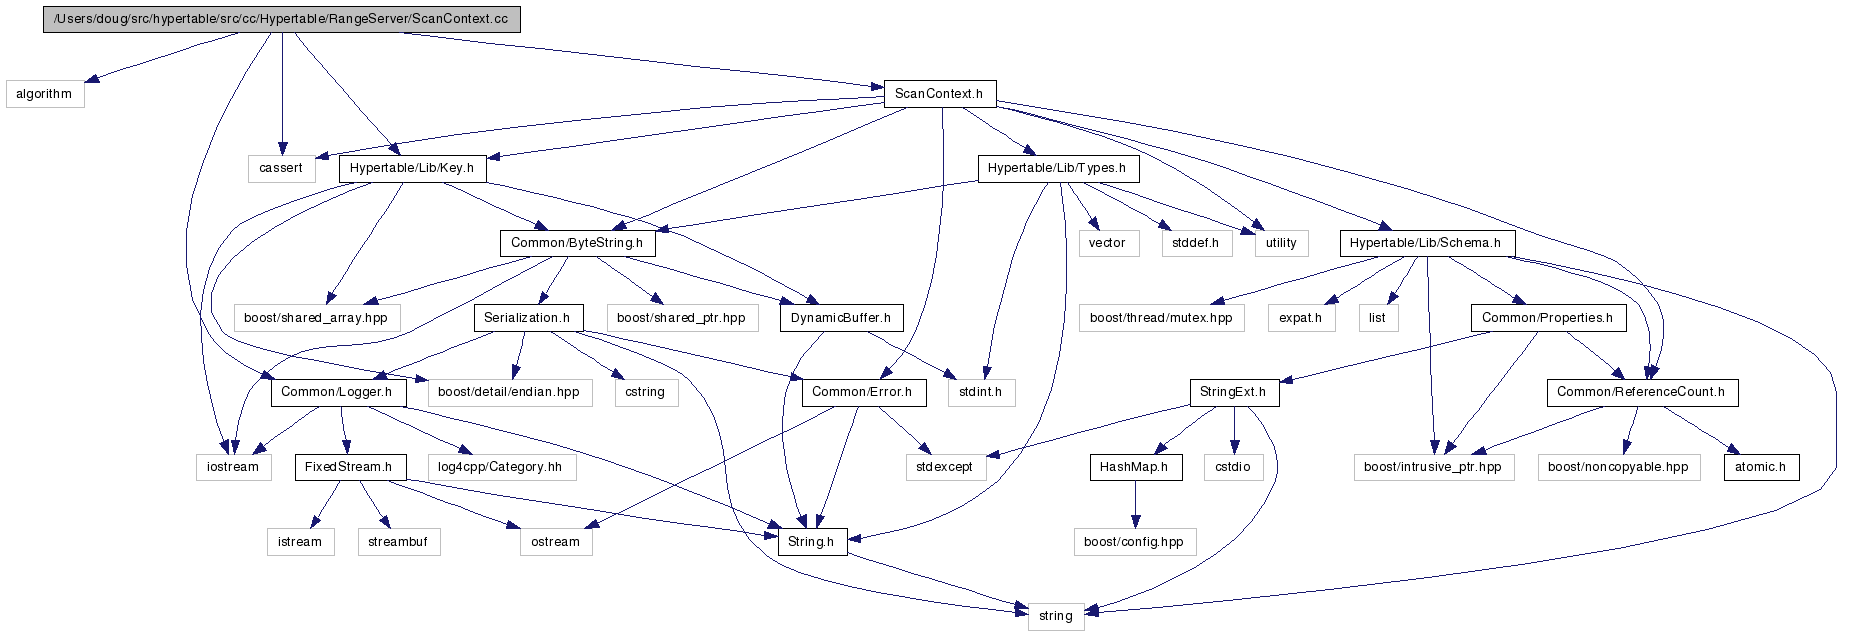 /Users/doug/src/hypertable/src/cc/Hypertable/RangeServer/ScanContext.cc
algorithm
ScanContext.h
cassert
Hypertable/Lib/Key.h
Hypertable/Lib/Types.h
Common/ByteString.h
vector
stddef.h
utility
Hypertable/Lib/Schema.h
boost/shared_array.hpp
Serialization.h
boost/shared_ptr.hpp
DynamicBuffer.h
boost/thread/mutex.hpp
expat.h
list
Common/Properties.h
Common/Logger.h
boost/detail/endian.hpp
cstring
Common/Error.h
stdint.h
StringExt.h
Common/ReferenceCount.h
iostream
FixedStream.h
log4cpp/Category.hh
stdexcept
HashMap.h
cstdio
boost/intrusive_ptr.hpp
boost/noncopyable.hpp
atomic.h
istream
streambuf
ostream
String.h
boost/config.hpp
string